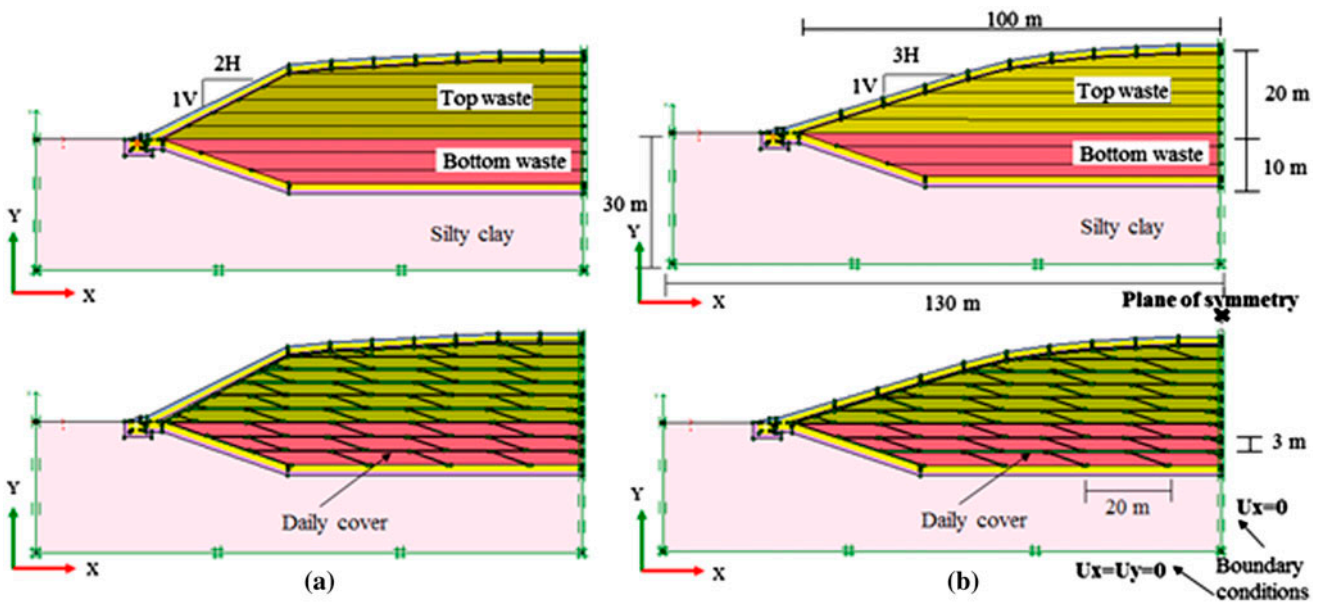 2H
1V
Top waste
Bottom waste
Silty clay
Y
X
100 m
3H
1V
Top waste
20 m
Bottom waste
10 m
30 m
Silty clay
Y
X
130 m
Plane of symmetry
Daily cover
Y
X
(a)
3 m
20 m
Daily cover
Ux=0
Y
X
(b)
Ux=Uy=0
Boundary
conditions